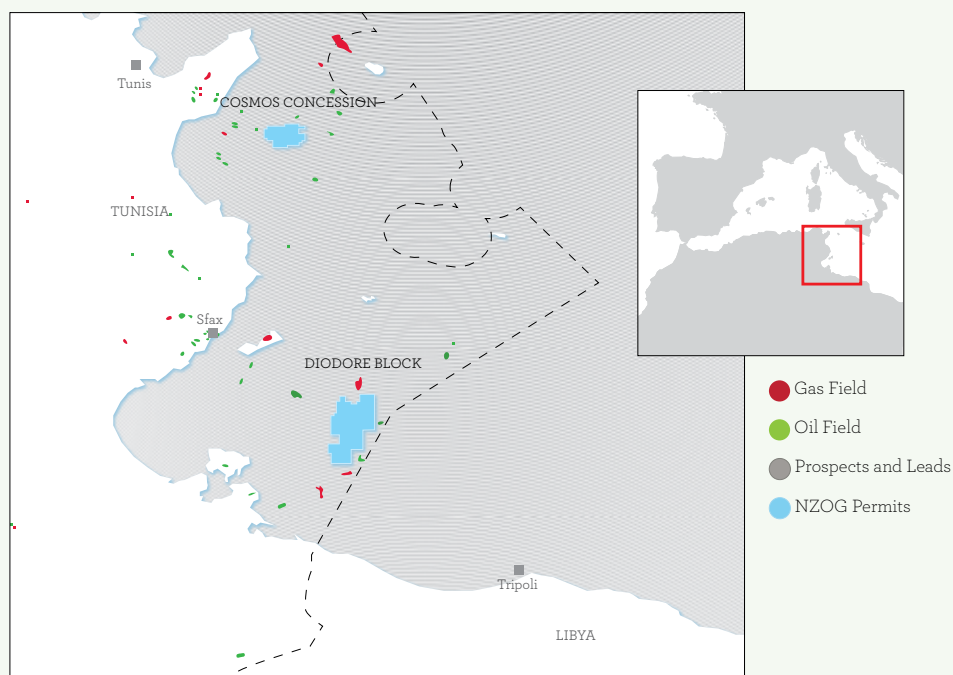 Tunis
COSMOS CONCESSION
TUNISIA
Sfax
DIODORE BLOCK
Tripoli
LIBYA
Gas Field
Oil Field
Prospects and Leads
NZOG Permits